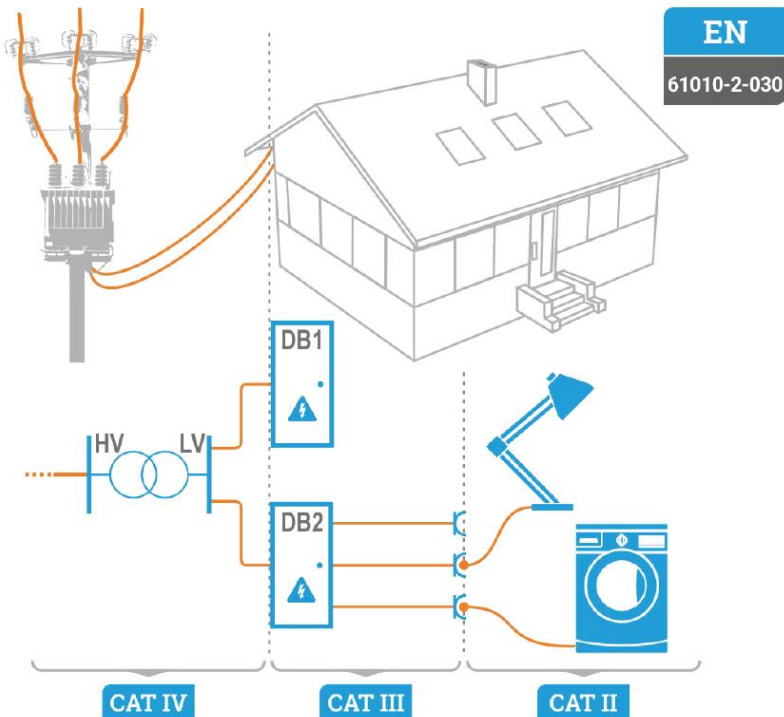 EN
61010-2-030
DB1
HV
LV
DB2
CAT IV
CAT III
CAT II